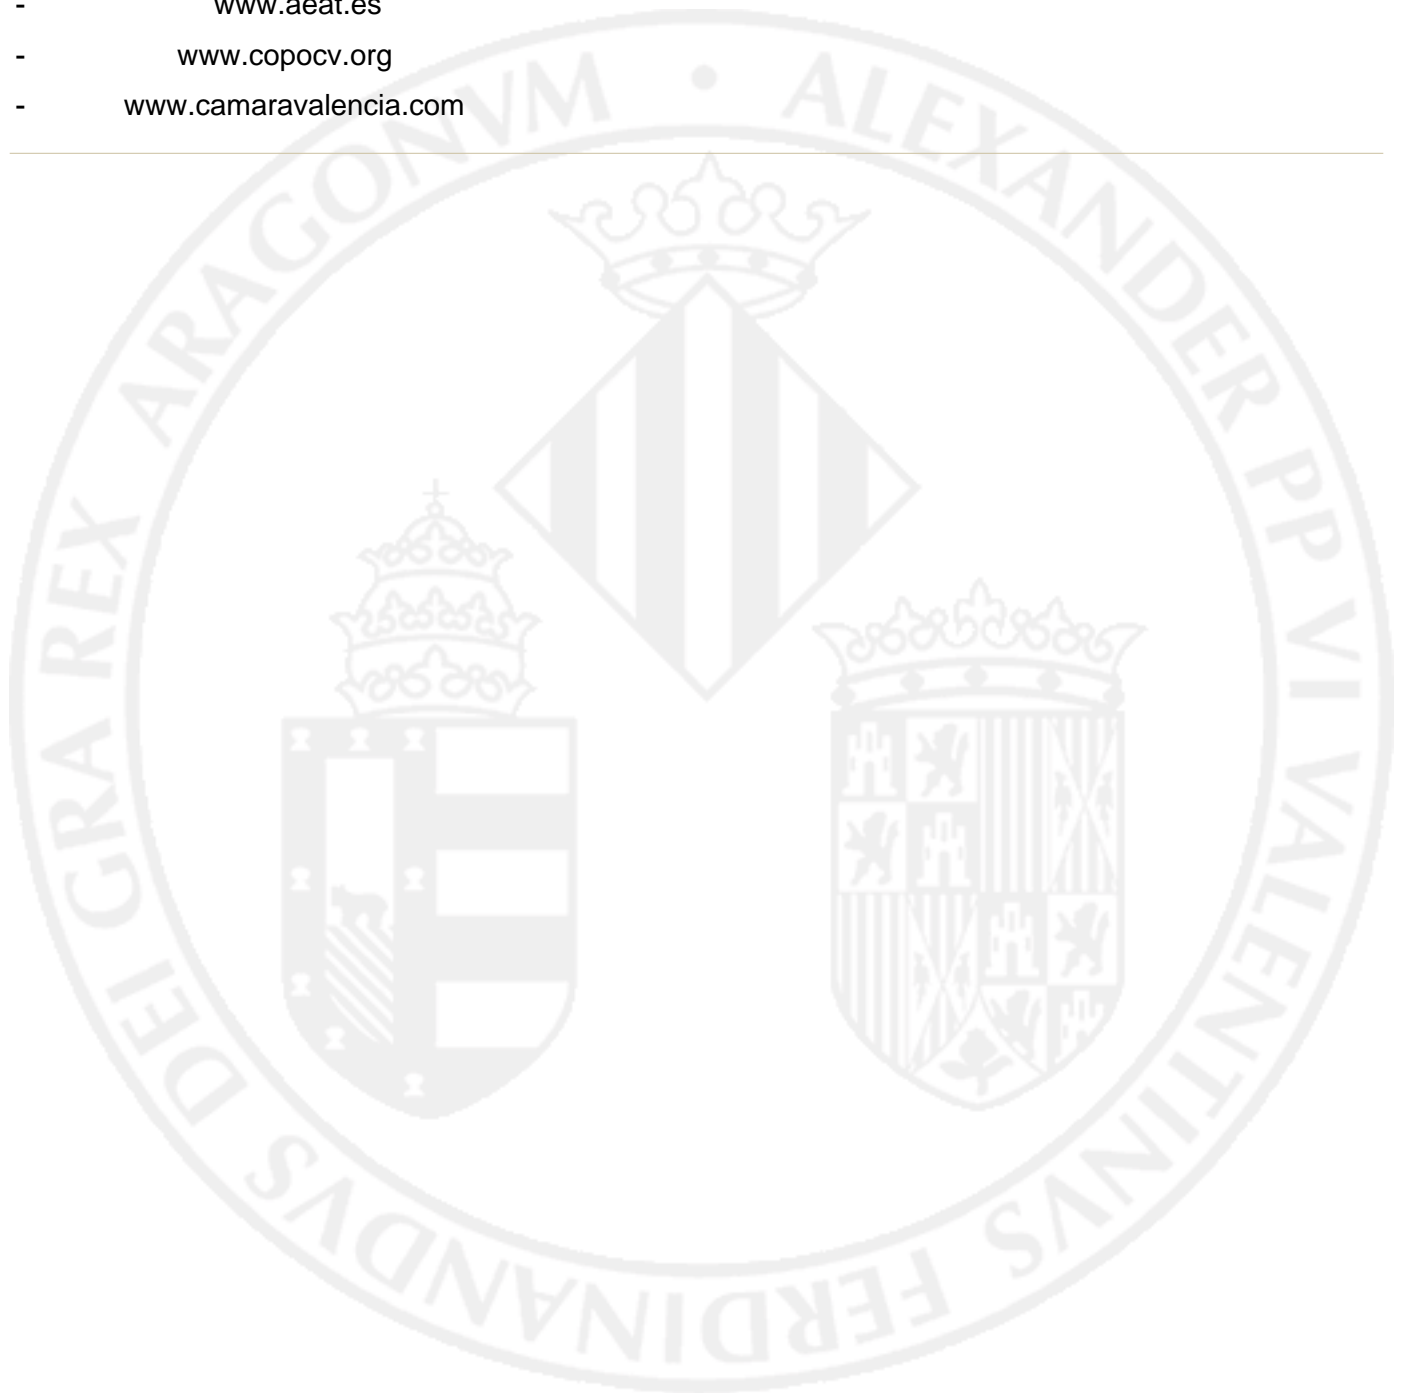 - www.aeat.es
- www.copocv.org
- www.camaravalencia.com
FERDINANDVS DEI GRA REX ARAGONVM • ALEXANDER PP VI VALENTINVS